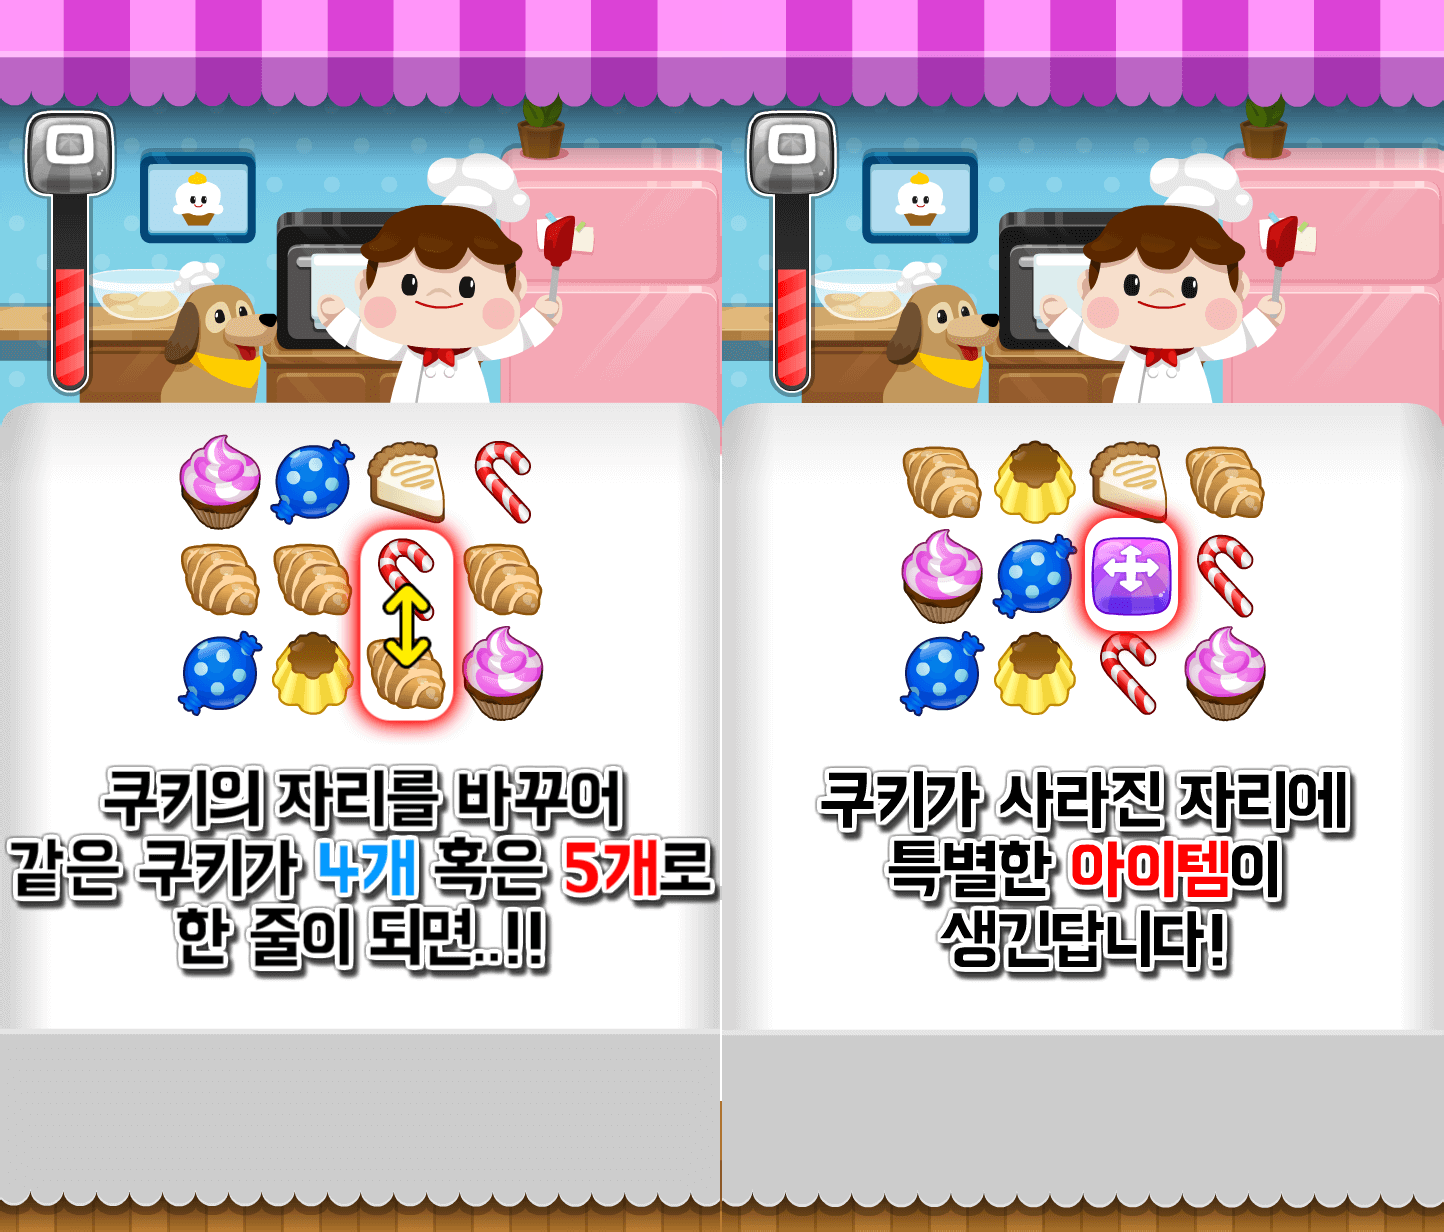 쿠키의 자리를 바꾸어
같은 쿠키가 4개 혹은 5개로
한 줄이 되면..!!
쿠키가 사라진 자리에
특별한 아이템이
생긴답니다!